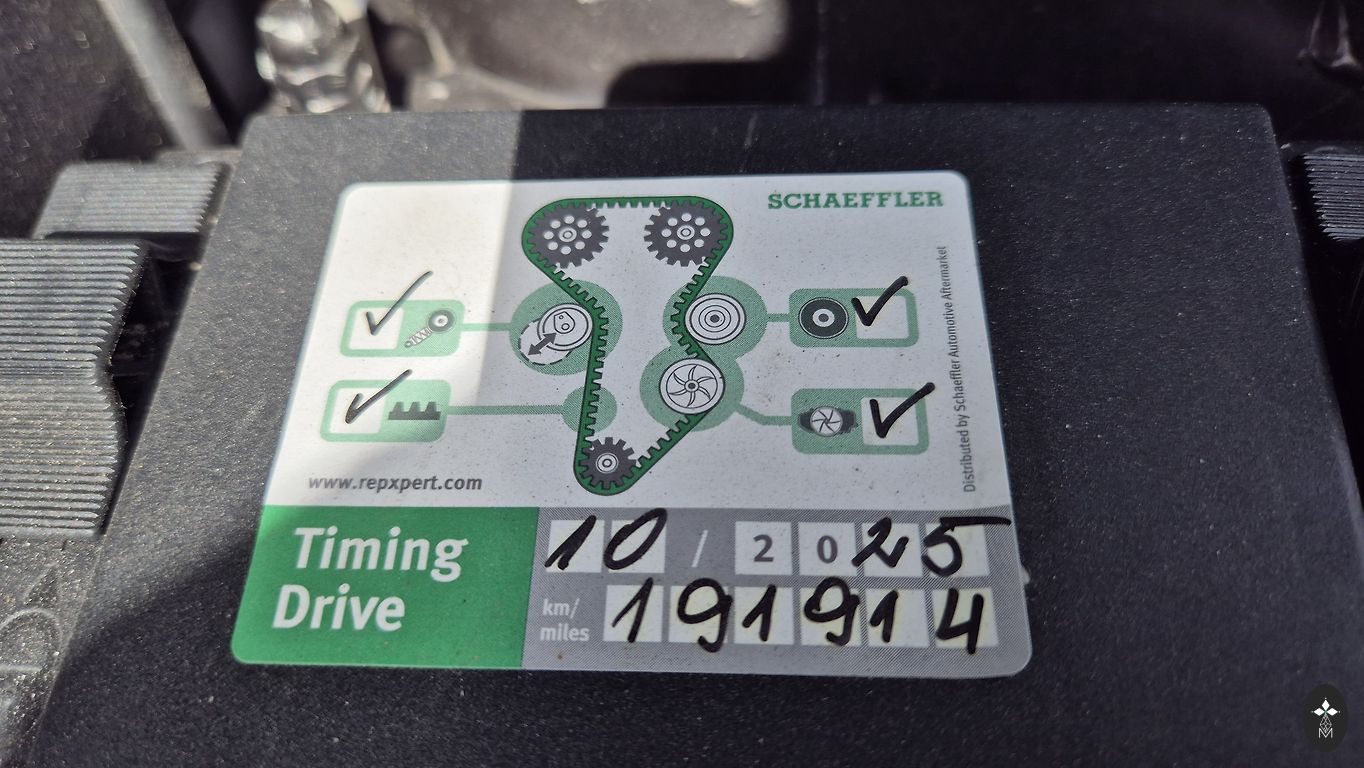 SCHAEFFLER
Distributed by Schaeffler Automotive Aftermarket
www.repxpert.com
Timing
Drive
10 / 2025
km/
miles
191914
M